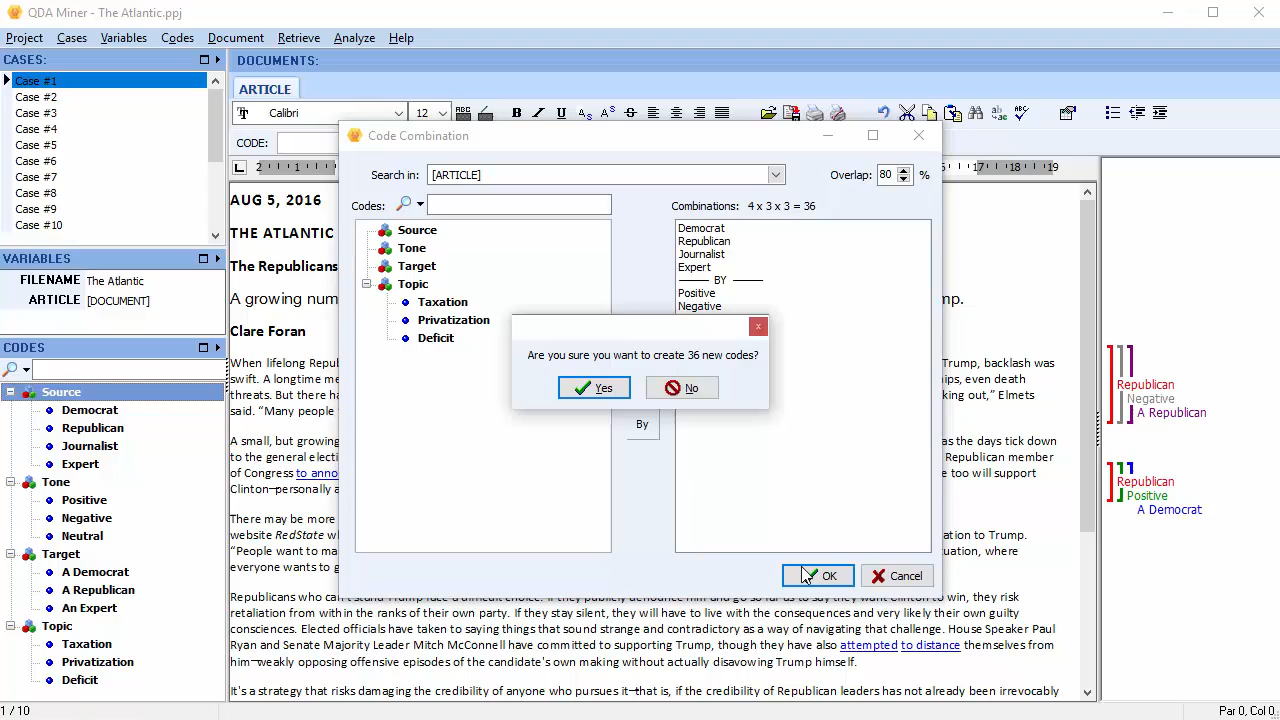 QDA Miner - The Atlantic.ppj
Project Cases Variables Codes Document Retrieve Analyze Help
CASES:
Case #1
Case #2
Case #3
Case #4
Case #5
Case #6
Case #7
Case #8
Case #9
Case #10
VARIABLES
FILENAME The Atlantic
ARTICLE [DOCUMENT]
CODES
Source
Democrat
Republican
Journalist
Expert
Tone
Positive
Negative
Neutral
Target
A Democrat
A Republican
An Expert
Topic
Taxation
Privatization
Deficit
1 / 10
DOCUMENTS:
ARTICLE
Calibri 12
CODE:
2 1 16 17 18 19
AUG 5, 2016
THE ATLANTIC
The Republicans
A growing num
Clare Foran
When lifelong Repu
Trump, backlash was
swift. A longtime me
ips, even death
threats. But there ha
king out,” Elmets
said. “Many people
A small, but growing
as the days tick down
to the general electi
Republican member
of Congress to anno
e too will support
Clinton—personally a
There may be more
ation to Trump.
website RedState w
“People want to ma
uation, where
everyone wants to g
Republicans who can't stand Trump face a difficult choice. If they publicly denounce him and go so far as to say they want Clinton to win, they risk
retaliation from within the ranks of their own party. If they stay silent, they will have to live with the consequences and very likely their own guilty
consciences. Elected officials have taken to saying things that sound strange and contradictory as a way of navigating that challenge. House Speaker Paul
Ryan and Senate Majority Leader Mitch McConnell have committed to supporting Trump, though they have also attempted to distance themselves from
him—weakly opposing offensive episodes of the candidate's own making without actually disavowing Trump himself.
It's a strategy that risks damaging the credibility of anyone who pursues it—that is, if the credibility of Republican leaders has not already been irrevocably
Code Combination
Search in: [ARTICLE] Overlap: 80 %
Codes:
Combinations: 4 x 3 x 3 = 36
Source
Tone
Target
Topic
Taxation
Privatization
Deficit
By
Democrat
Republican
Journalist
Expert
BY
Positive
Negative
OK Cancel
Are you sure you want to create 36 new codes?
Yes No
Republican
Negative
A Republican
Republican
Positive
A Democrat
Par 0, Col 0